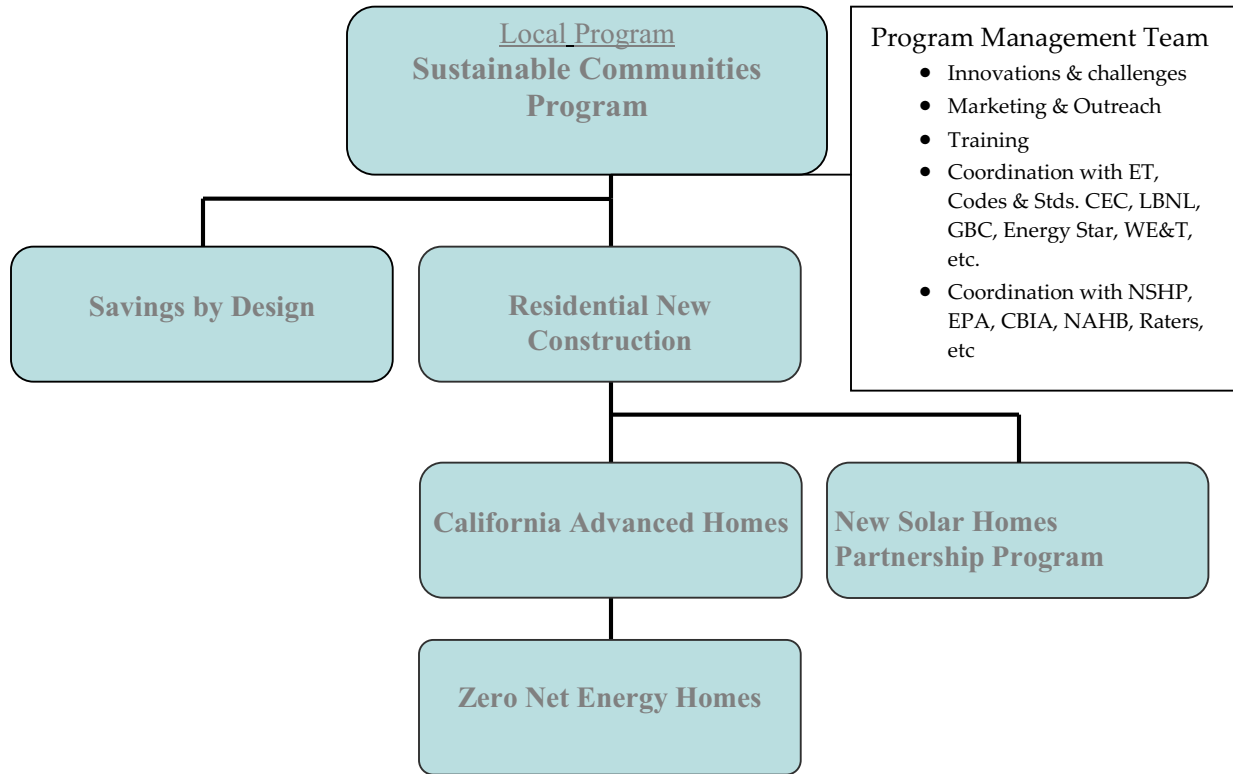 Local Program
Sustainable Communities
Program
Program Management Team
• Innovations & challenges
• Marketing & Outreach
• Training
• Coordination with ET,
Codes & Stds. CEC, LBNL,
GBC, Energy Star, WE&T,
etc.
• Coordination with NSHP,
EPA, CBIA, NAHB, Raters,
etc
Savings by Design
Residential New
Construction
California Advanced Homes
New Solar Homes
Partnership Program
Zero Net Energy Homes